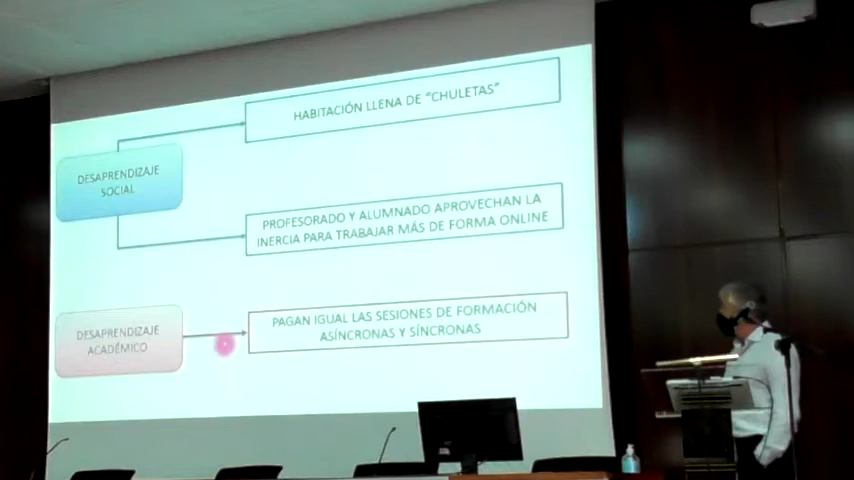 HABITACIÓN LLENA DE “CHULETAS”
DESAPRENDIZAJE
SOCIAL
PROFESORADO Y ALUMNADO APROVECHAN LA
INERCIA PARA TRABAJAR MÁS DE FORMA ONLINE
DESAPRENDIZAJE
ACADÉMICO
PAGAN IGUAL LAS SESIONES DE FORMACIÓN
ASÍNCRONAS Y SÍNCRONAS